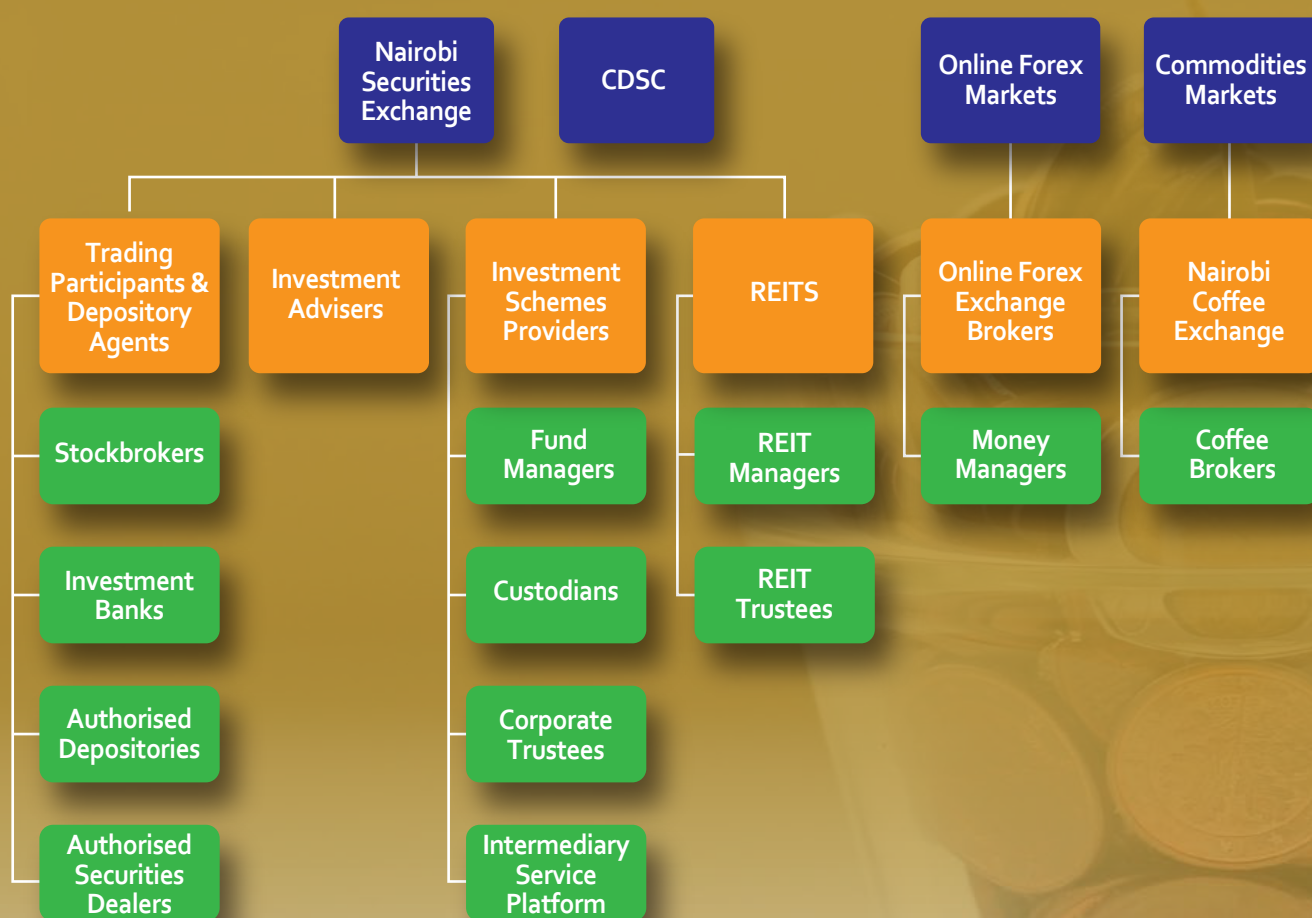 Nairobi
Securities
Exchange
CDSC
Online Forex
Markets
Commodities
Markets
Trading
Participants &
Depository
Agents
Investment
Advisers
Investment
Schemes
Providers
REITS
Online Forex
Exchange
Brokers
Nairobi
Coffee
Exchange
Stockbrokers
Fund
Managers
REIT
Managers
Money
Managers
Coffee
Brokers
Investment
Banks
Custodians
REIT
Trustees
Authorised
Depositories
Corporate
Trustees
Authorised
Securities
Dealers
Intermediary
Service
Platform